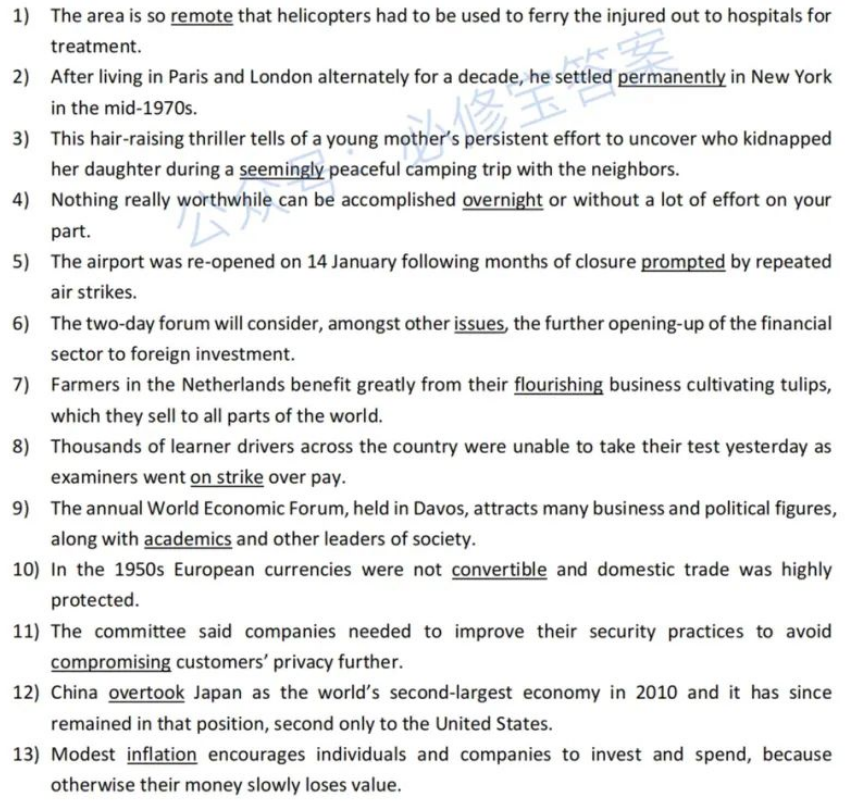 1) The area is so remote that helicopters had to be used to ferry the injured out to hospitals for
treatment.
2) After living in Paris and London alternately for a decade, he settled permanently in New York
in the mid-1970s.
3) This hair-raising thriller tells of a young mother's persistent effort to uncover who kidnapped
her daughter during a seemingly peaceful camping trip with the neighbors.
4) Nothing really worthwhile can be accomplished overnight or without a lot of effort on your
part.
5) The airport was re-opened on 14 January following months of closure prompted by repeated
air strikes.
6) The two-day forum will consider, amongst other issues, the further opening-up of the financial
sector to foreign investment.
7) Farmers in the Netherlands benefit greatly from their flourishing business cultivating tulips,
which they sell to all parts of the world.
8) Thousands of learner drivers across the country were unable to take their test yesterday as
examiners went on strike over pay.
9) The annual World Economic Forum, held in Davos, attracts many business and political figures,
along with academics and other leaders of society.
10) In the 1950s European currencies were not convertible and domestic trade was highly
protected.
11) The committee said companies needed to improve their security practices to avoid
compromising customers' privacy further.
12) China overtook Japan as the world's second-largest economy in 2010 and it has since
remained in that position, second only to the United States.
13) Modest inflation encourages individuals and companies to invest and spend, because
otherwise their money slowly loses value.
公众号：必修宝答案